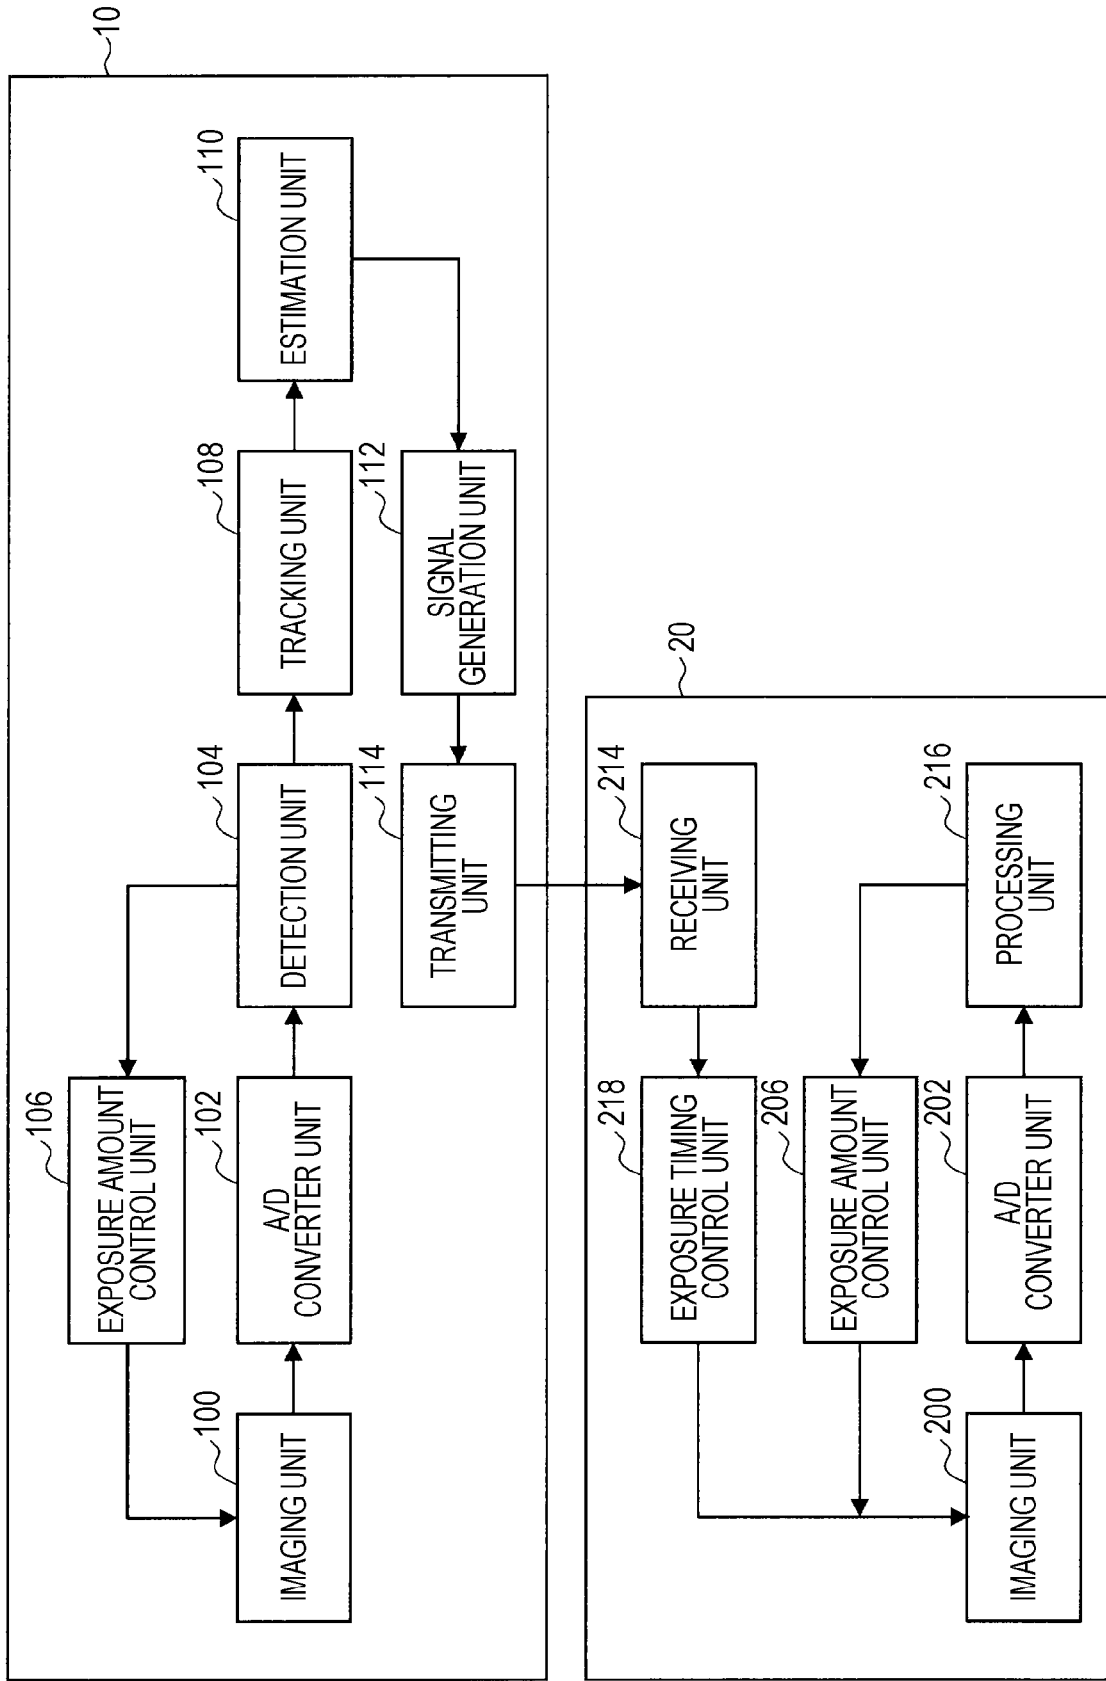 10
106
EXPOSURE AMOUNT
CONTROL UNIT
100
IMAGING UNIT
102
A/D
CONVERTER UNIT
104
DETECTION UNIT
108
TRACKING UNIT
110
ESTIMATION UNIT
114
TRANSMITTING
UNIT
112
SIGNAL
GENERATION UNIT
20
218
EXPOSURE TIMING
CONTROL UNIT
214
RECEIVING
UNIT
206
EXPOSURE AMOUNT
CONTROL UNIT
200
IMAGING UNIT
202
A/D
CONVERTER UNIT
216
PROCESSING
UNIT